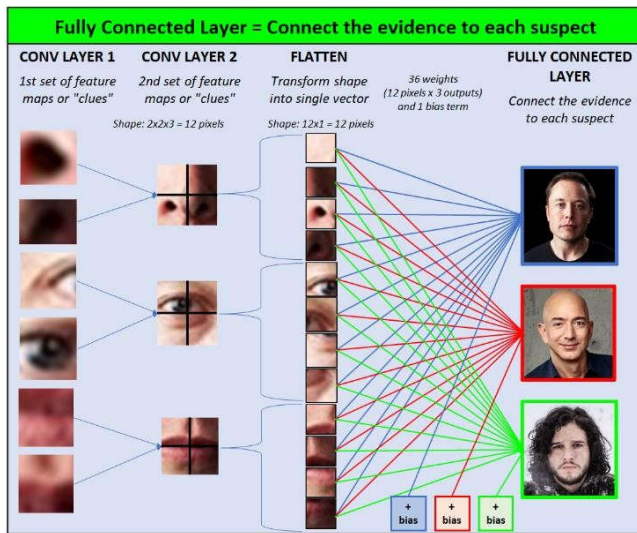 Fully Connected Layer = Connect the evidence to each suspect
CONV LAYER 1
1st set of feature
maps or "clues"
CONV LAYER 2
2nd set of feature
maps or "clues"
Shape: 2x2x3 = 12 pixels
FLATTEN
Transform shape
into single vector
Shape: 12x1 = 12 pixels
36 weights
(12 pixels x 3 outputs)
and 1 bias term
FULLY CONNECTED
LAYER
Connect the evidence
to each suspect
+
bias
+
bias
+
bias